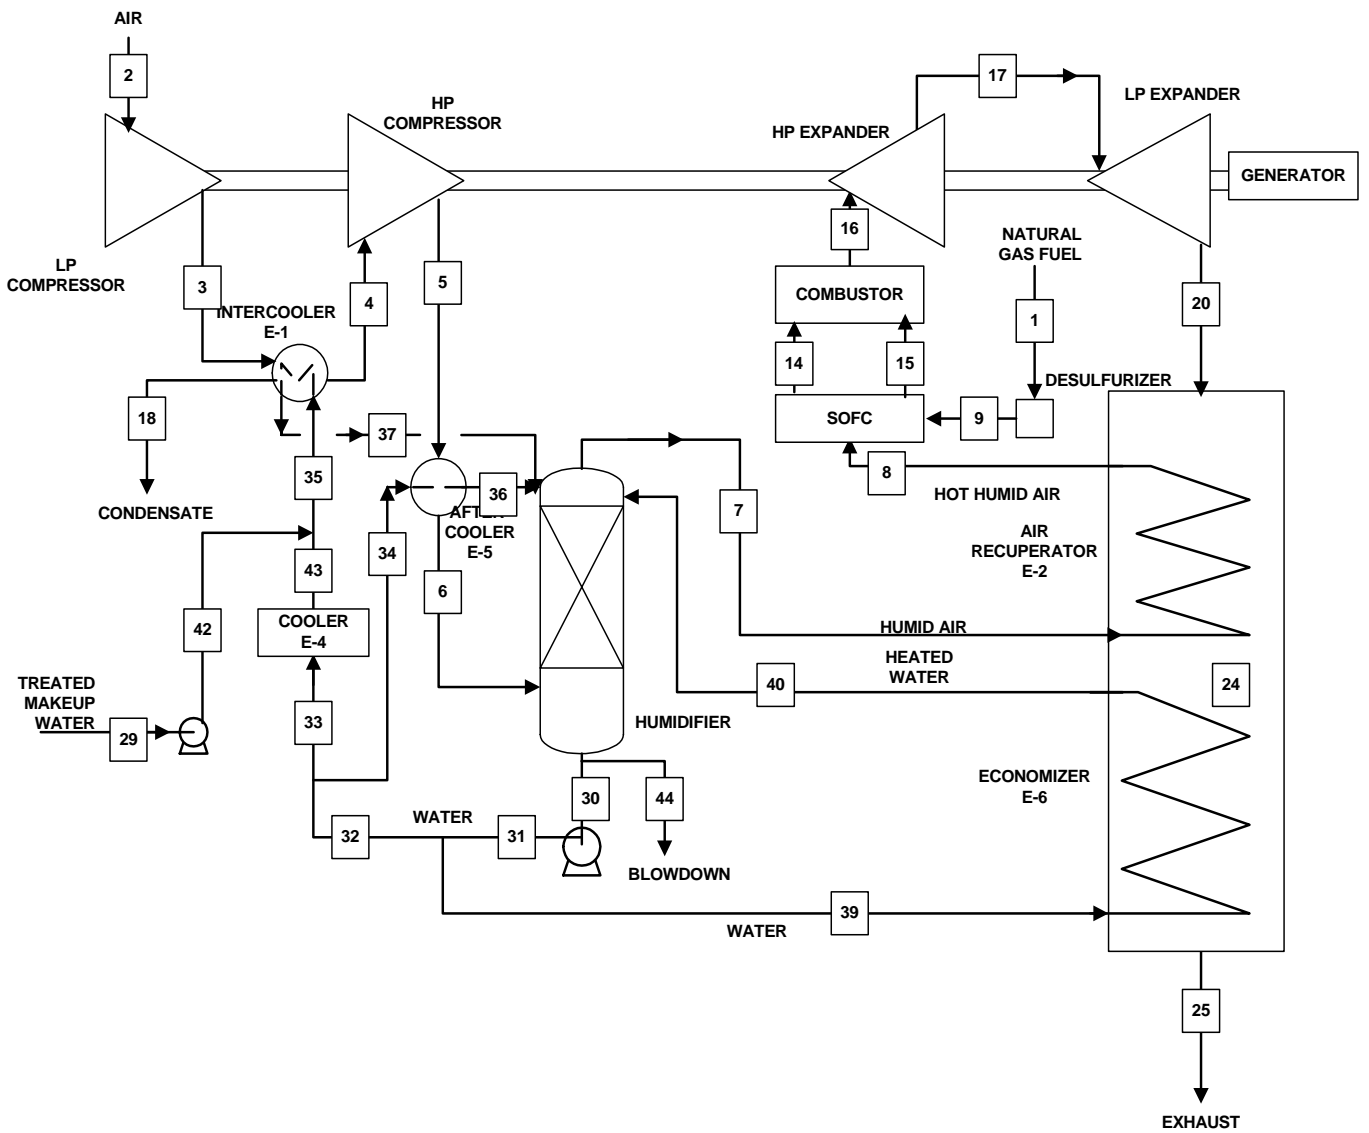 AIR
2
HP
COMPRESSOR
17
LP EXPANDER
HP EXPANDER
GENERATOR
16
NATURAL
GAS FUEL
LP
COMPRESSOR
3
4
5
COMBUSTOR
1
20
INTERCOOLER
E-1
14
15
DESULFURIZER
18
37
SOFC
9
35
36
8
HOT HUMID AIR
CONDENSATE
7
AFTER
COOLER
E-5
34
AIR
RECUPERATOR
E-2
43
6
COOLER
E-4
42
HUMID AIR
HEATED
WATER
40
24
TREATED
MAKEUP
WATER
29
33
HUMIDIFIER
ECONOMIZER
E-6
30
44
WATER
32
31
BLOWDOWN
39
WATER
25
EXHAUST